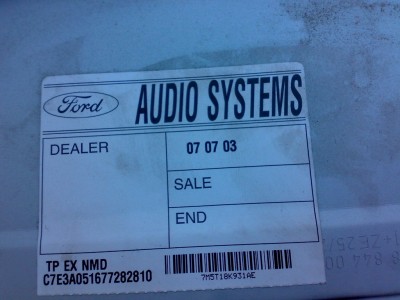 Ford AUDIO SYSTEMS
DEALER 07 07 03
SALE
END
TP EX NMD
C7E3A051677282810
7M5T18K931AE